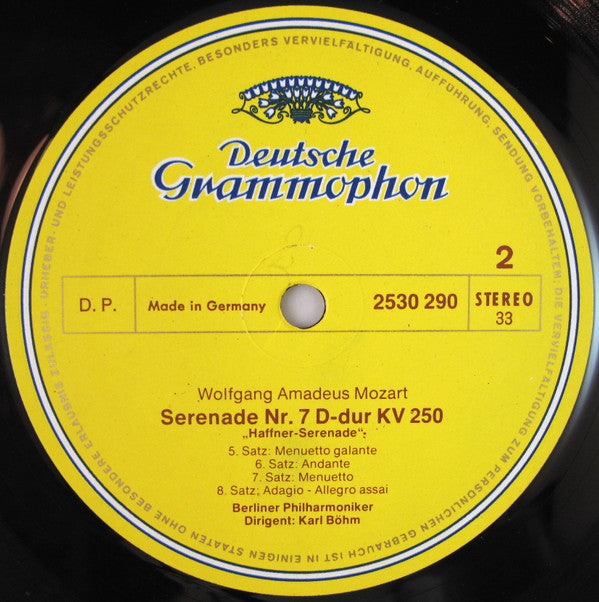 URHEBER- UND LEISTUNGSSCHUTZRECHTE, BESONDERS VERVIELFÄLTIGUNG, AUFFÜHRUNG, SENDUNG VORBEHALTEN; DIE VERVIELFÄLTIGUNG ZUM PERSÖNLICHEN GEBRAUCH IST IN EINIGEN STAATEN OHNE BESONDERE ERLAUBNIS ZULÄSSIG.
Deutsche
Grammophon
2
D. P.
Made in Germany
2530 290
STEREO
33
Wolfgang Amadeus Mozart
Serenade Nr. 7 D-dur KV 250
„Haffner-Serenade“:
5. Satz: Menuetto galante
6. Satz: Andante
7. Satz: Menuetto
8. Satz: Adagio - Allegro assai
Berliner Philharmoniker
Dirigent: Karl Böhm